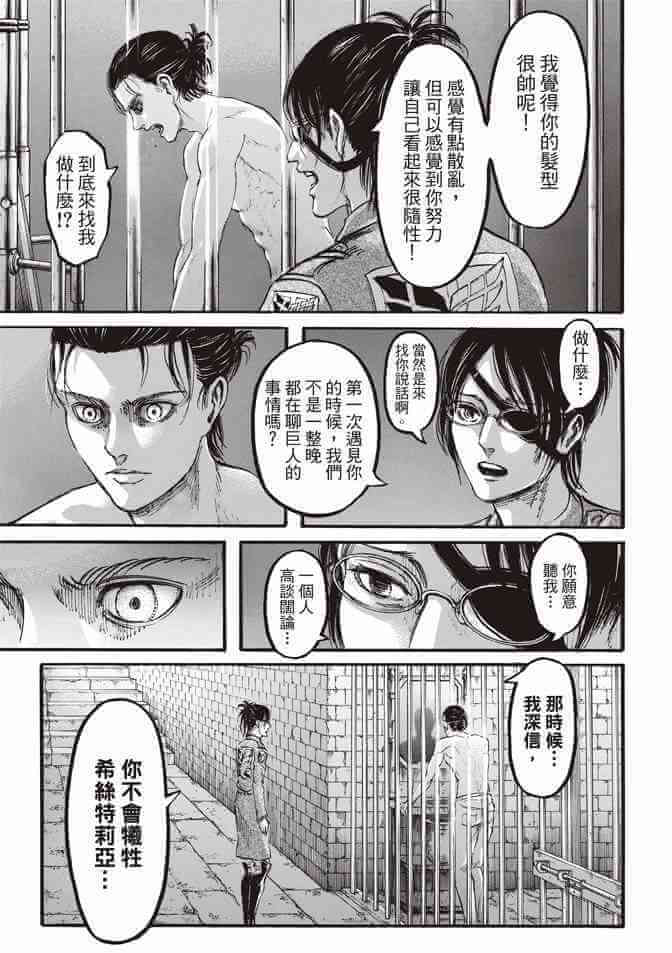 我覺得你的髮型
很帥呢！
感覺有點散亂，
但可以感覺到你努力
讓自己看起來很隨性！
到底來找我
做什麼!?
做什麼…
當然是來
找你說話啊。
第一次遇見你
的時候，我們
不是一整晚
都在聊巨人的
事情嗎？
你願意
聽我…
一個人
高談闊論…
那時候…
我深信，
你不會犧牲
希絲特莉亞…